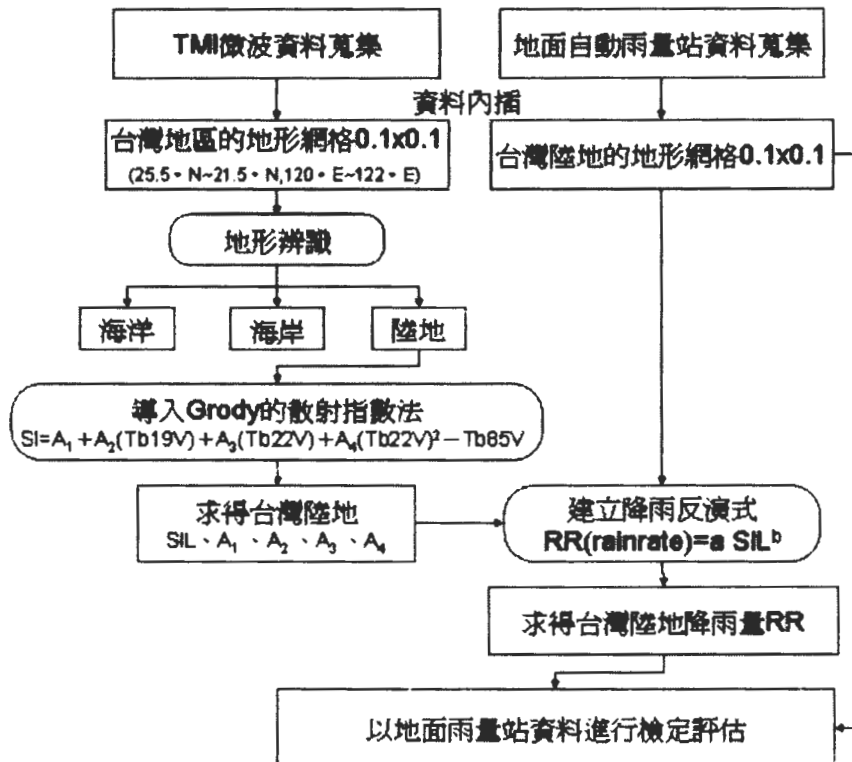 TMI微波資料蒐集
地面自動雨量站資料蒐集
資料內插
台灣地區的地形網格0.1x0.1
(25.5。N~21.5。N,120。E~122。E)
台灣陸地的地形網格0.1x0.1
地形辨識
海洋
海岸
陸地
導入Grody的散射指數法
SI=A₁+A₂(Tb19V)+A₃(Tb22V)+A₄(Tb22V)²－Tb85V
求得台灣陸地
SIL、A₁、A₂、A₃、A₄
建立降雨反演式
RR(rainrate)=a SILᵇ
求得台灣陸地降雨量RR
以地面雨量站資料進行檢定評估